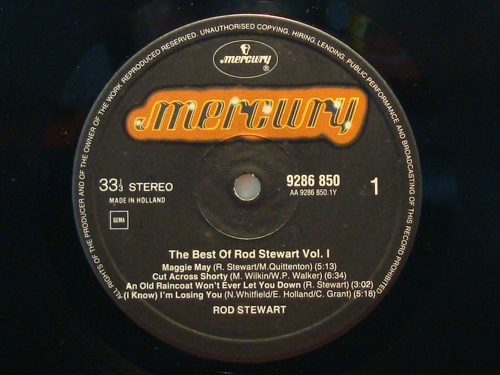 ALL RIGHTS OF THE PRODUCER AND OF THE OWNER OF THE WORK REPRODUCED RESERVED. UNAUTHORISED COPYING, HIRING, LENDING, PUBLIC PERFORMANCE AND BROADCASTING OF THIS RECORD PROHIBITED
mercury
®
mercury
33⅓ STEREO
MADE IN HOLLAND
GEMA
9286 850
AA 9286 850.1Y
1
The Best Of Rod Stewart Vol. I
Maggie May (R. Stewart/M.Quittenton) (5:13)
Cut Across Shorty (M. Wilkin/W.P. Walker) (6:34)
An Old Raincoat Won't Ever Let You Down (R. Stewart) (3:02)
(I Know) I'm Losing You (N.Whitfield/E. Holland/C. Grant) (5:18)
ROD STEWART